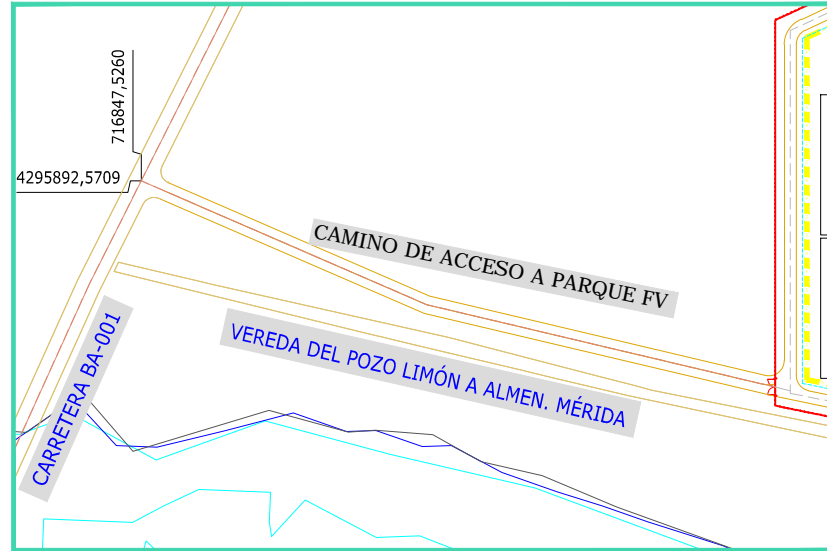 716847,5260
4295892,5709
CAMINO DE ACCESO A PARQUE FV
VEREDA DEL POZO LIMÓN A ALMEN. MÉRIDA
CARRETERA BA-001